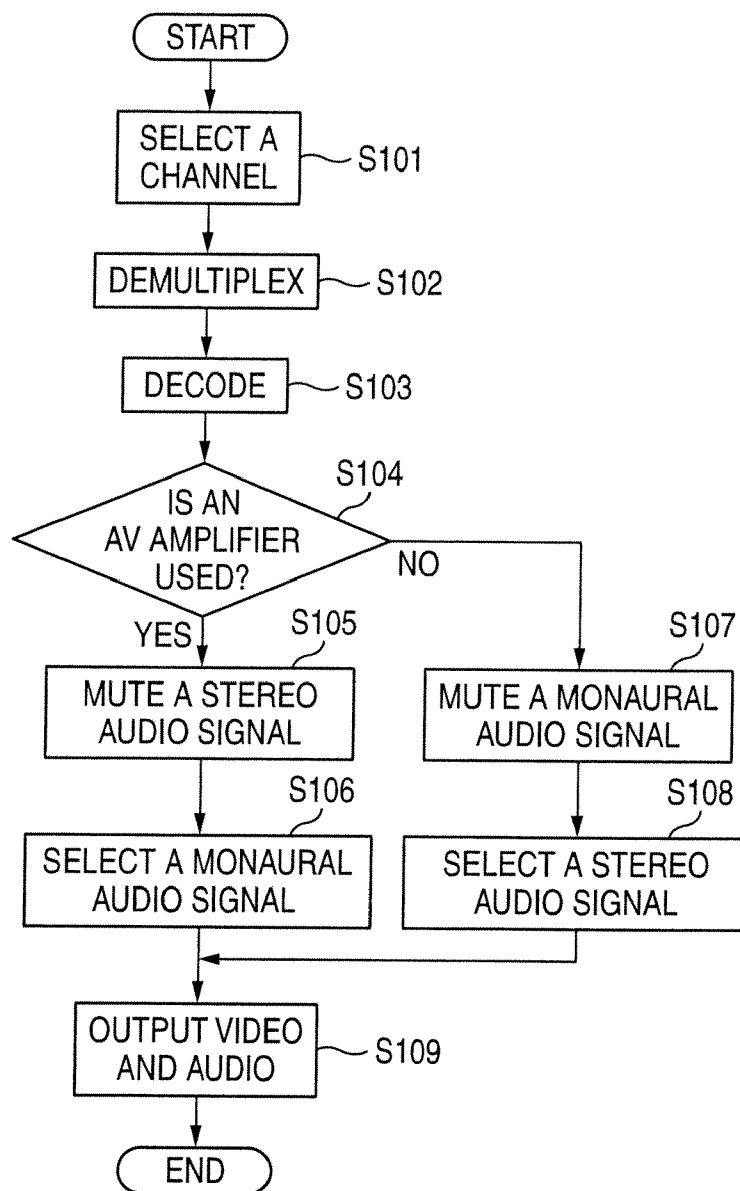 START
SELECT A
CHANNEL
S101
DEMULTIPLEX
S102
DECODE
S103
S104
IS AN
AV AMPLIFIER
USED?
NO
YES
S105
MUTE A STEREO
AUDIO SIGNAL
S107
MUTE A MONAURAL
AUDIO SIGNAL
S106
SELECT A MONAURAL
AUDIO SIGNAL
S108
SELECT A STEREO
AUDIO SIGNAL
OUTPUT VIDEO
AND AUDIO
S109
END